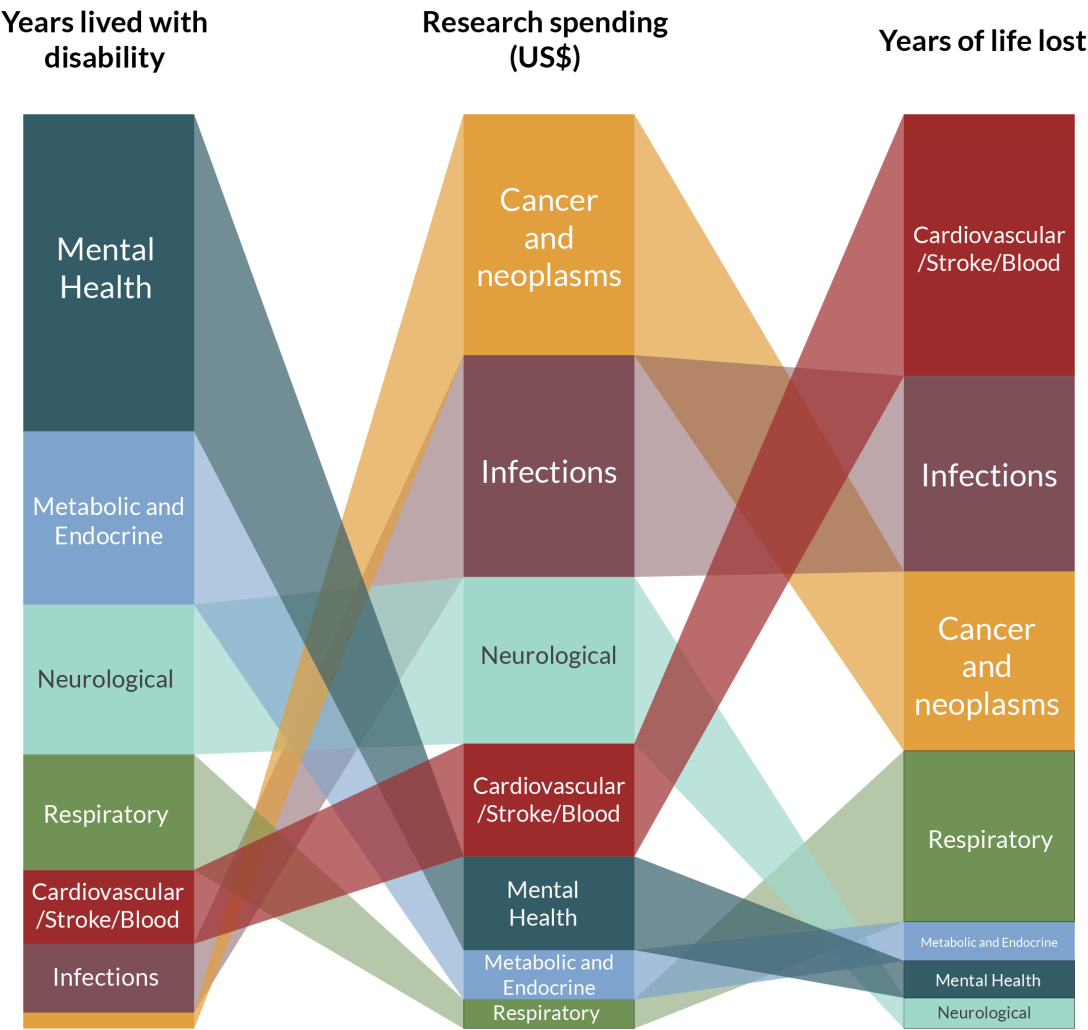 Years lived with
disability
Research spending
(US$)
Years of life lost
Mental
Health
Metabolic and
Endocrine
Neurological
Respiratory
Cardiovascular
/Stroke/Blood
Infections
Cancer
and
neoplasms
Infections
Neurological
Cardiovascular
/Stroke/Blood
Mental
Health
Metabolic and
Endocrine
Respiratory
Cardiovascular
/Stroke/Blood
Infections
Cancer
and
neoplasms
Respiratory
Metabolic and Endocrine
Mental Health
Neurological